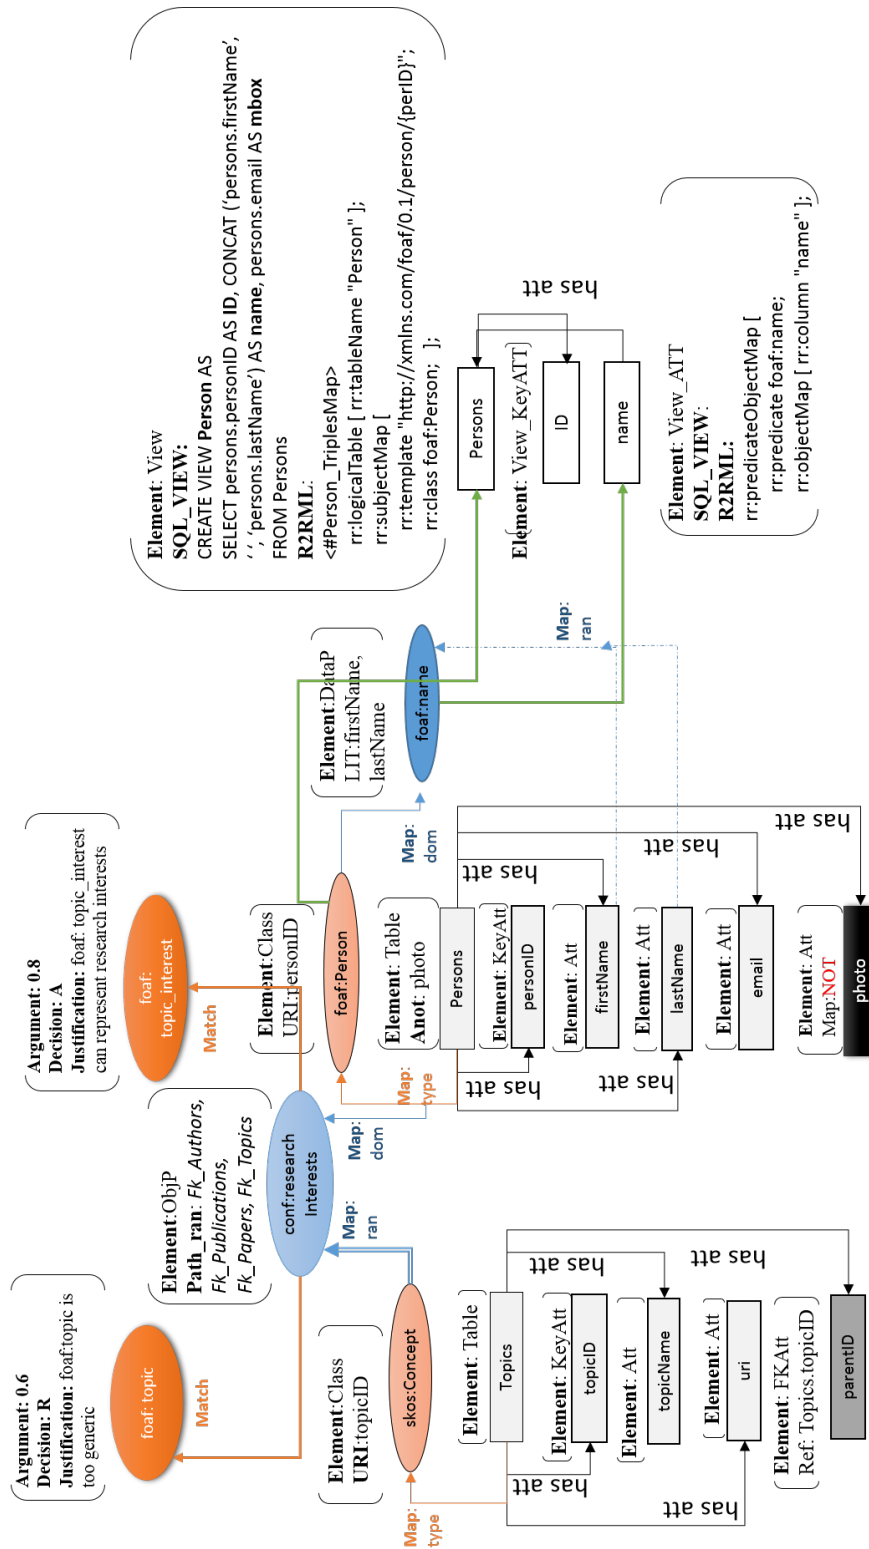 Argument: 0.6
Decision: R
Justification: foaf:topic is
too generic
foaf: topic
Match
Argument: 0.8
Decision: A
Justification: foaf: topic_interest
can represent research interests
foaf:
topic_interest
Match
Element:ObjP
Path_ran: Fk_Authors,
Fk_Publications,
Fk_Papers, Fk_Topics
conf:research
Interests
Map:
ran
Map:
dom
Element:Class
URI:topicID
skos:Concept
Map:
type
Element: Table
Topics
has att
Element: KeyAtt
topicID
has att
Element: Att
topicName
has att
Element: Att
uri
has att
Element: FKAtt
Ref: Topics.topicID
parentID
Element:Class
URI:personID
foaf:Person
Map:
type
Map:
dom
Element: Table
Anot: photo
Persons
has att
Element: KeyAtt
personID
has att
Element: Att
firstName
has att
Element: Att
lastName
has att
Element: Att
email
has att
Element: Att
Map:NOT
photo
Element:DataP
LIT:firstName,
lastName
foaf:name
Map:
ran
Element: View
SQL_VIEW:
CREATE VIEW Person AS
SELECT persons.personID AS ID, CONCAT ('persons.firstName',
' ', 'persons.lastName') AS name, persons.email AS mbox
FROM Persons
R2RML:
<#Person_TriplesMap>
rr:logicalTable [ rr:tableName "Person" ];
rr:subjectMap [
rr:template "http://xmlns.com/foaf/0.1/person/{perID}";
rr:class foaf:Person; ];
Persons
has att
Element: View_KeyATT
ID
name
Element: View_ATT
SQL_VIEW:
R2RML:
rr:predicateObjectMap [
rr:predicate foaf:name;
rr:objectMap [ rr:column "name" ];